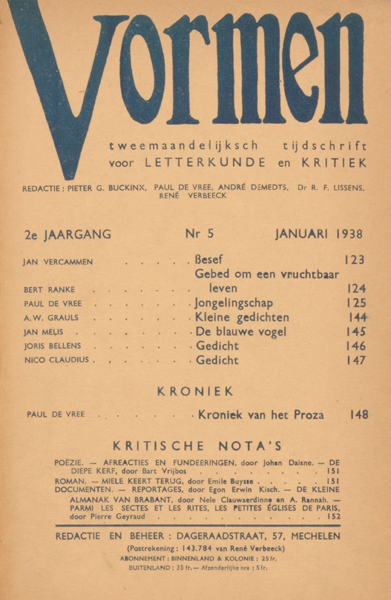 Vormen
tweemaandelijksch tijdschrift
voor LETTERKUNDE en KRITIEK
REDACTIE : PIETER G. BUCKINX, PAUL DE VREE, ANDRÉ DEMEDTS, Dr R. F. LISSENS,
RENÉ VERBEECK
2e JAARGANG Nr 5 JANUARI 1938
JAN VERCAMMEN . . . . . Besef 123
Gebed om een vruchtbaar
BERT RANKE . . . . . . leven 124
PAUL DE VREE . . . . . . Jongelingschap 125
A.W. GRAULS . . . . . . Kleine gedichten 144
JAN MELIS . . . . . . . De blauwe vogel 145
JORIS BELLENS . . . . . . Gedicht 146
NICO CLAUDIUS . . . . . . Gedicht 147
KRONIEK
PAUL DE VREE . . . . . . Kroniek van het Proza 148
KRITISCHE NOTA'S
POËZIE. — AFREACTIES EN FUNDEERINGEN, door Johan Daisne. — DE
DIEPE KERF, door Bart Vrijbos . . . . . . . 151
ROMAN. — MIELE KEERT TERUG, door Emile Buysse . . . . . 151
DOCUMENTEN. — REPORTAGES, door Egon Erwin Kisch. — DE KLEINE
ALMANAK VAN BRABANT, door Nele Clauwaerdinne en A. Rannah. —
PARMI LES SECTES ET LES RITES, LES PETITES ÉGLISES DE PARIS,
door Pierre Geyraud . . . . . . . . . 152
REDACTIE EN BEHEER : DAGERAADSTRAAT, 57, MECHELEN
(Postrekening : 143.784 van René Verbeeck)
ABONNEMENT : BINNENLAND & KOLONIE : 25 fr.
BUITENLAND : 35 fr. — Afzonderlijke nrs : 5 fr.